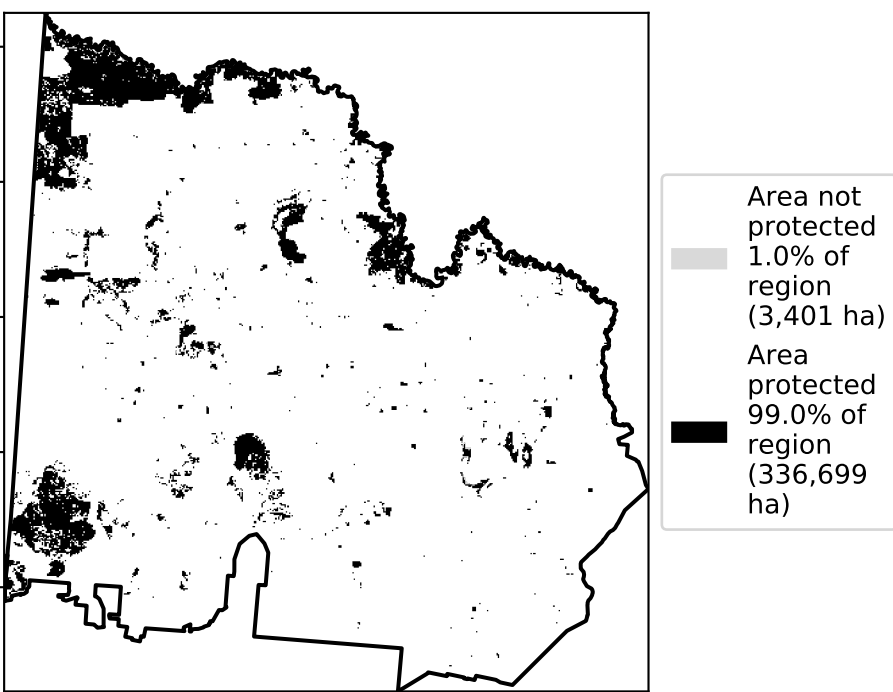 Area not
protected
1.0% of
region
(3,401 ha)
Area
protected
99.0% of
region
(336,699
ha)